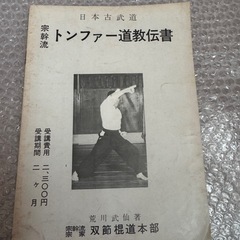 日本古武道
宗幹流
トンファー道教伝書
受講費用 二、三〇〇円
受講期間 二ヶ月
荒川武仙著
宗幹流
宗家
双節棍道本部